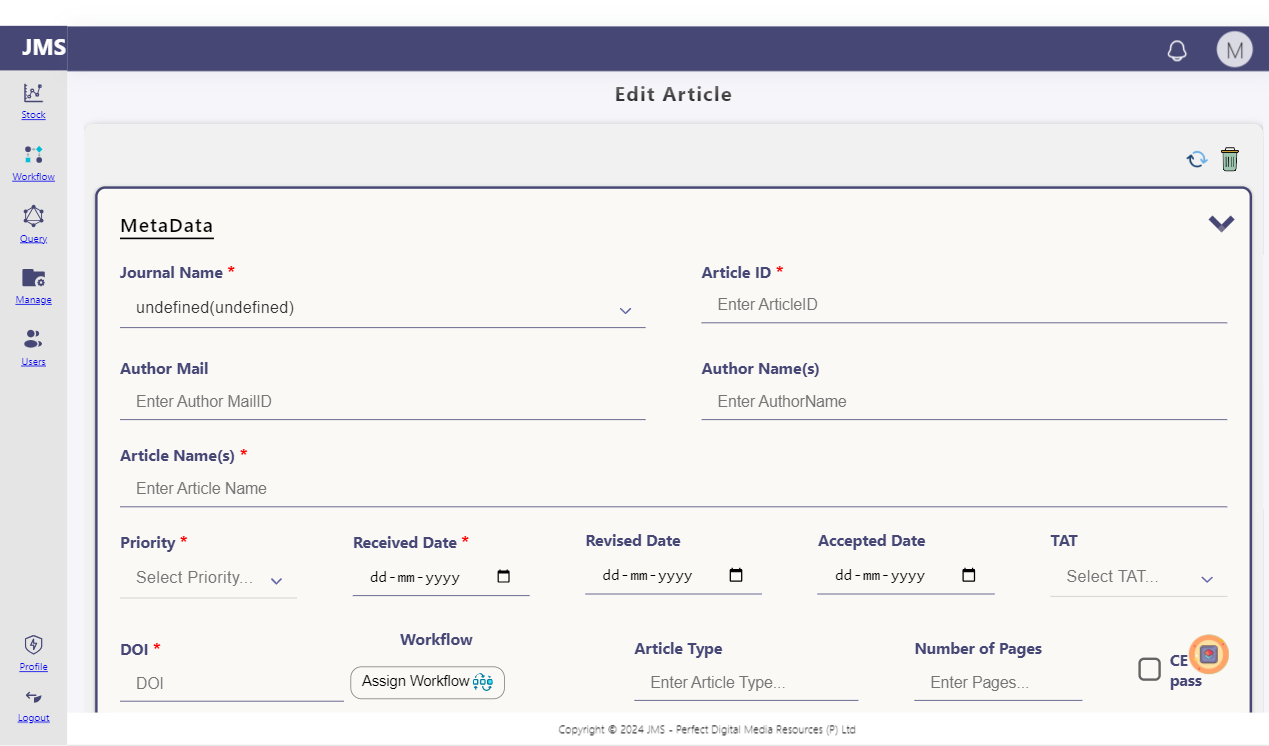 JMS
M
Edit Article
Stock
Workflow
Query
Manage
Users
Profile
Logout
MetaData
Journal Name *
Article ID *
undefined(undefined)
Enter ArticleID
Author Mail
Author Name(s)
Enter Author MailID
Enter AuthorName
Article Name(s) *
Enter Article Name
Priority *
Received Date *
Revised Date
Accepted Date
TAT
Select Priority...
dd-mm-yyyy
dd-mm-yyyy
dd-mm-yyyy
Select TAT...
DOI *
Workflow
Article Type
Number of Pages
CE
pass
DOI
Assign Workflow
Enter Article Type...
Enter Pages...
Copyright © 2024 JMS - Perfect Digital Media Resources (P) Ltd